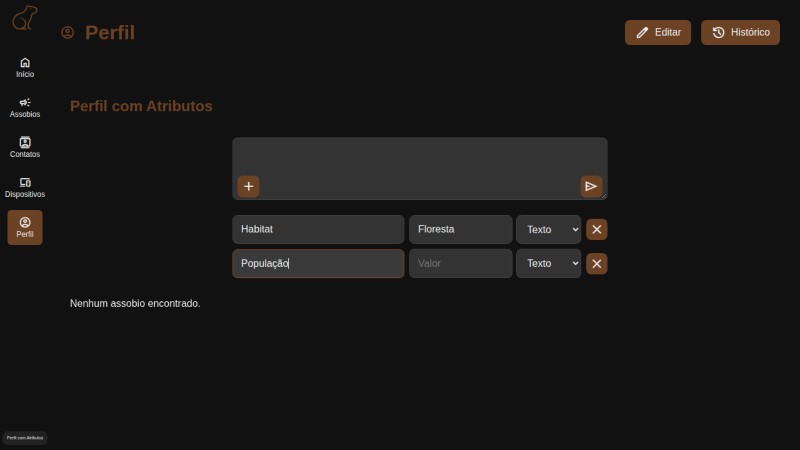 Perfil
Editar
Histórico
Início
Assobios
Contatos
Dispositivos
Perfil
Perfil com Atributos
Habitat
Floresta
Texto
População
Valor
Texto
Nenhum assobio encontrado.
Perfil com Atributos